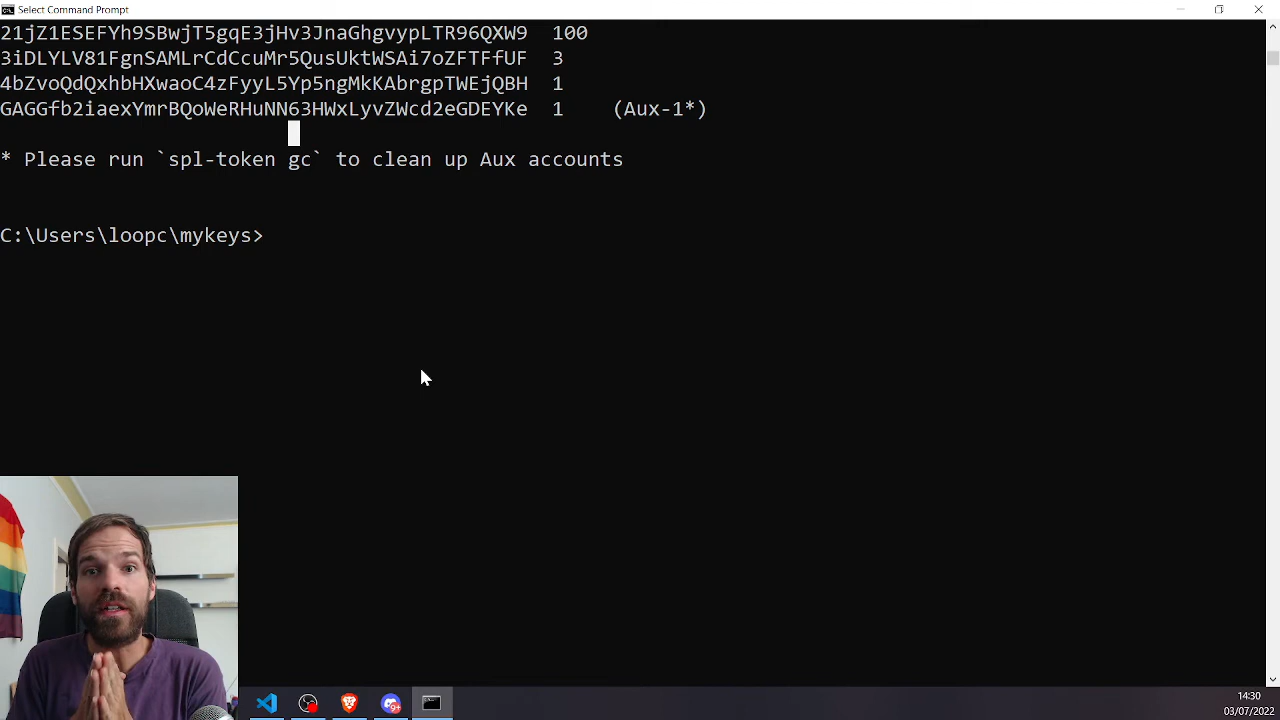 Select Command Prompt
21jZ1ESEFYh9SBwjT5gqE3jHv3JnaGhgvypLTR96QXW9 100
3iDLYLV81FgnSAMLrCdCcuMr5QusUktWSAi7oZFTFfUF 3
4bZvoQdQxhbHXwaoC4zFyyL5Yp5ngMkKAbrgpTWEjQBH 1
GAGGfb2iaexYmrBQoWeRHuNN63HWxLyvZWcd2eGDEYKe 1 (Aux-1*)
* Please run `spl-token gc` to clean up Aux accounts
C:\Users\loopc\mykeys>
14:30
03/07/2022